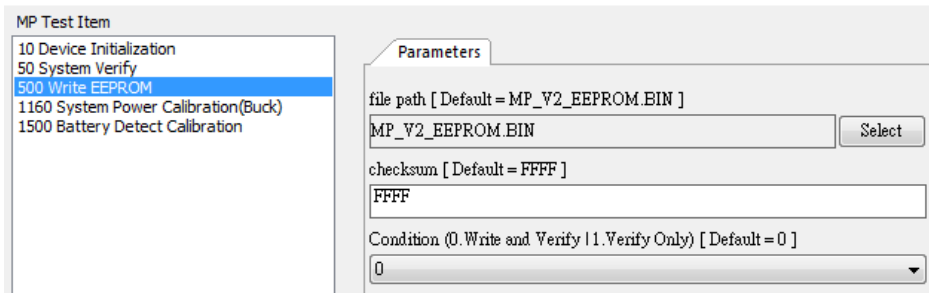 MP Test Item
10 Device Initialization
50 System Verify
500 Write EEPROM
1160 System Power Calibration(Buck)
1500 Battery Detect Calibration
Parameters
file path [ Default = MP_V2_EEPROM.BIN ]
MP_V2_EEPROM.BIN
Select
checksum [ Default = FFFF ]
FFFF
Condition (0.Write and Verify | 1.Verify Only) [ Default = 0 ]
0